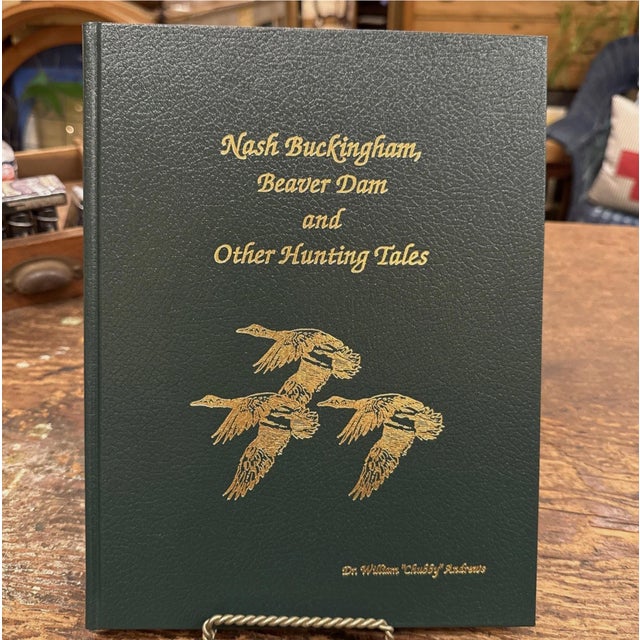 Nash Buckingham,
Beaver Dam
and
Other Hunting Tales
Dr. William "Chubby" Andrews